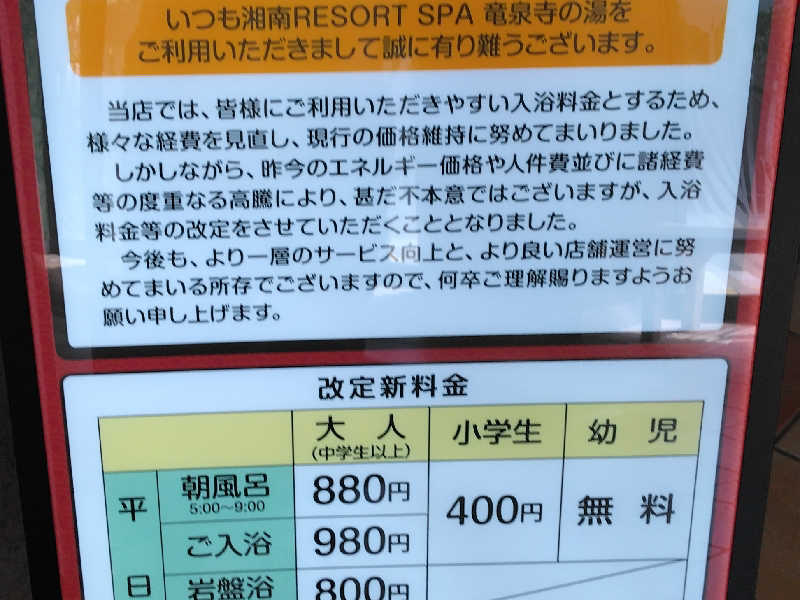 いつも湘南RESORT SPA 竜泉寺の湯を
ご利用いただきまして誠に有り難うございます。
当店では、皆様にご利用いただきやすい入浴料金とするため、
様々な経費を見直し、現行の価格維持に努めてまいりました。
しかしながら、昨今のエネルギー価格や人件費並びに諸経費
等の度重なる高騰により、甚だ不本意ではございますが、入浴
料金等の改定をさせていただくこととなりました。
今後も、より一層のサービス向上と、より良い店舗運営に努
めてまいる所存でございますので、何卒ご理解賜りますようお
願い申し上げます。
改定新料金
大人 小学生 幼児
(中学生以上)
平日 朝風呂 880円 400円 無料
5:00～9:00
ご入浴 980円
岩盤浴 800円